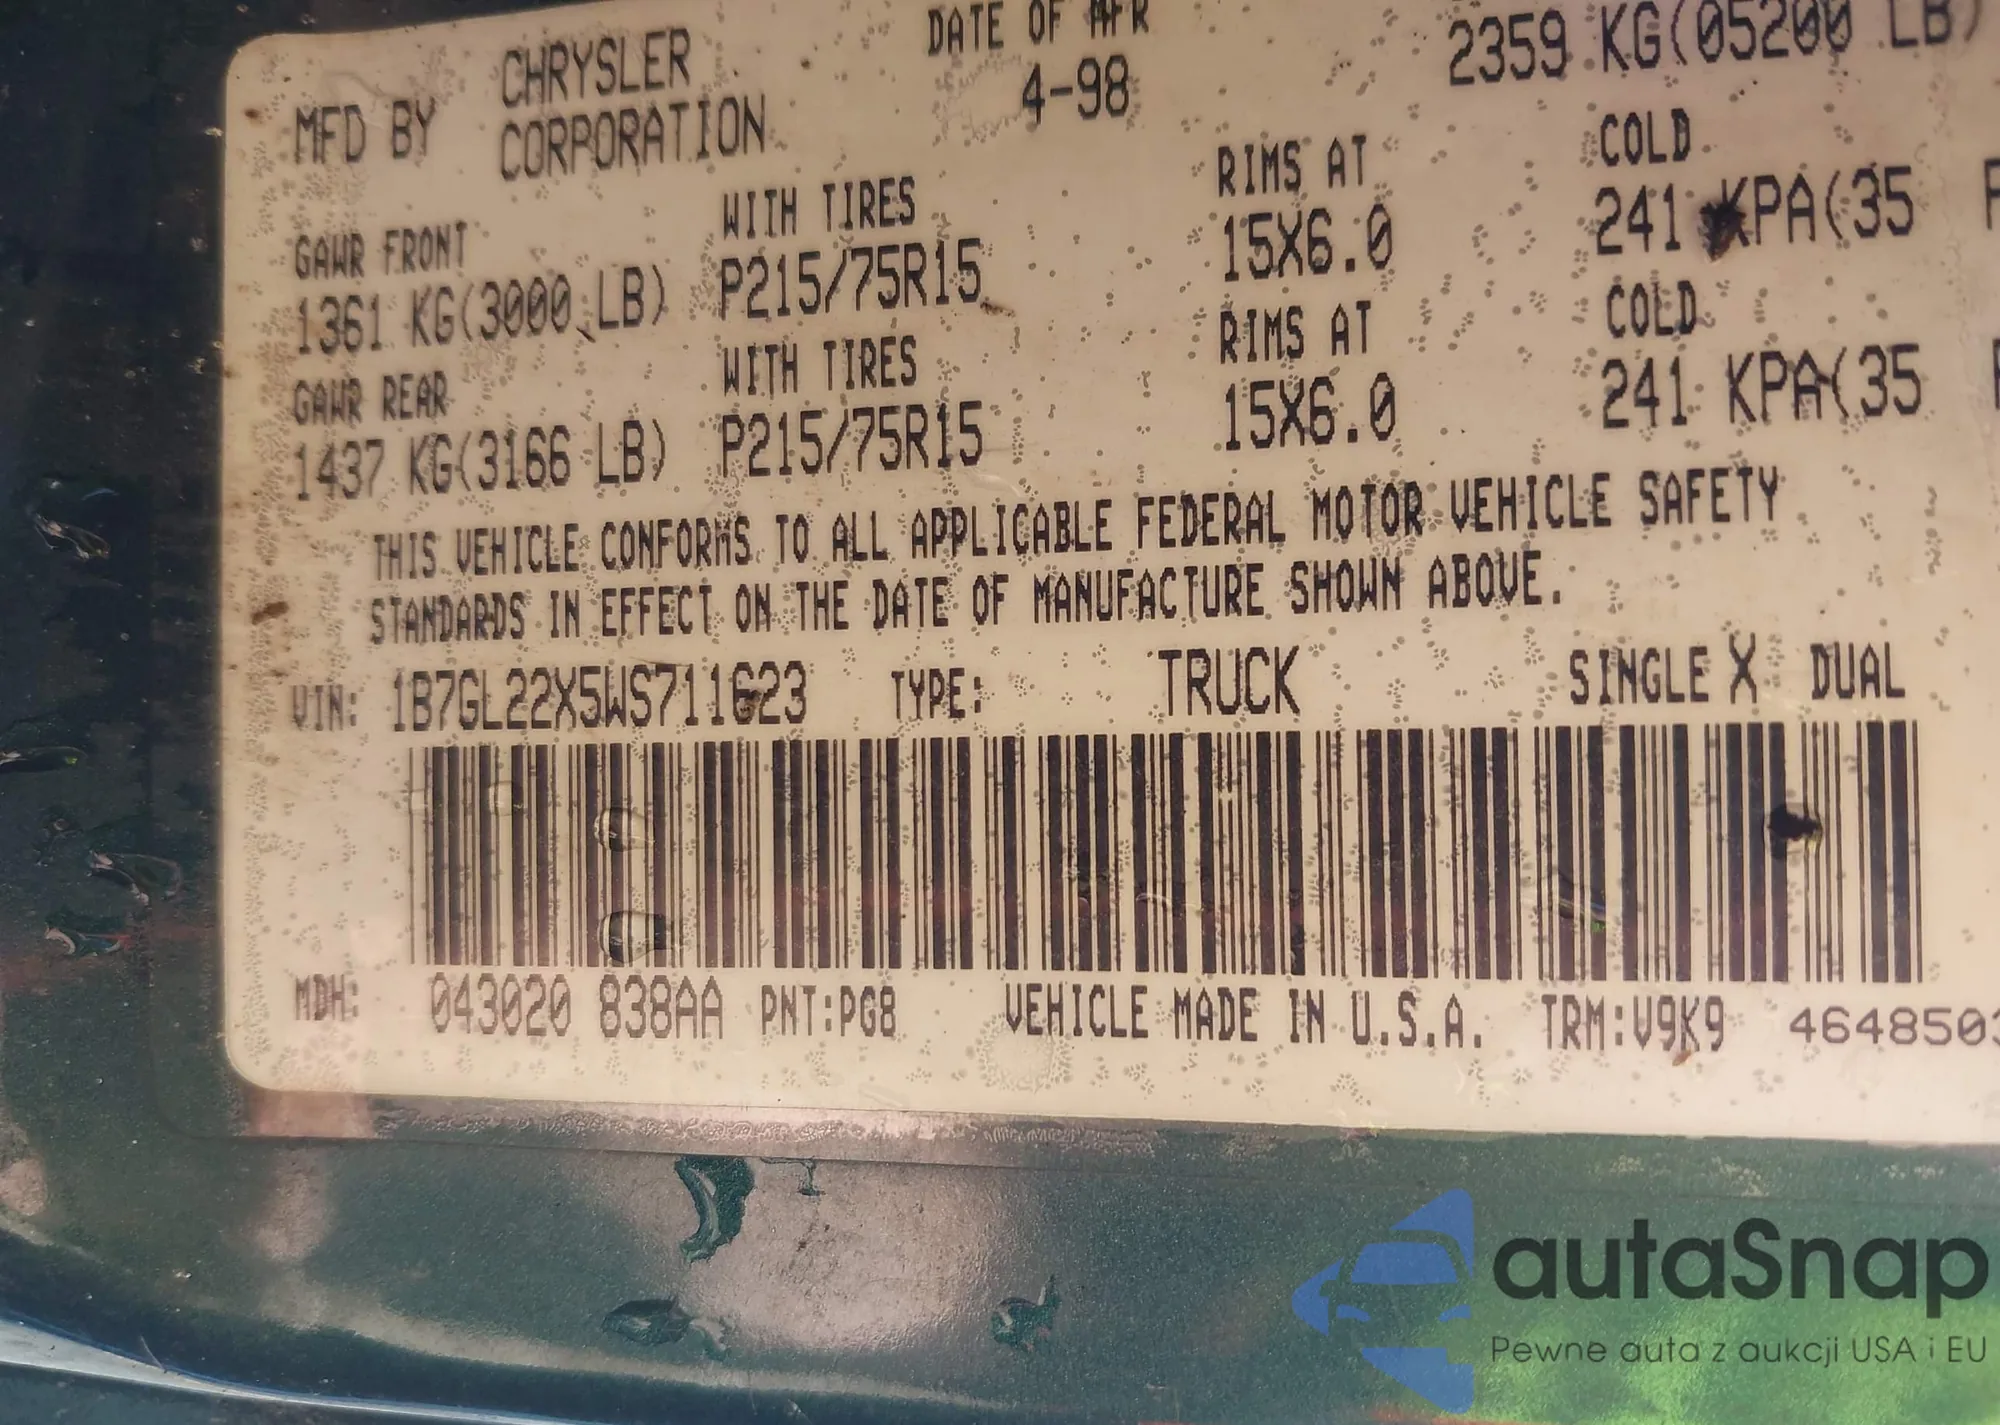 MFD BY CHRYSLER CORPORATION DATE OF MFR 4-98 2359 KG(05200 LB)
GAWR FRONT WITH TIRES RIMS AT COLD
1361 KG(3000 LB) P215/75R15 15X6.0 241 KPA(35
GAWR REAR WITH TIRES RIMS AT COLD
1437 KG(3166 LB) P215/75R15 15X6.0 241 KPA(35
THIS VEHICLE CONFORMS TO ALL APPLICABLE FEDERAL MOTOR VEHICLE SAFETY
STANDARDS IN EFFECT ON THE DATE OF MANUFACTURE SHOWN ABOVE.
VIN: 1B7GL22X5WS711623 TYPE: TRUCK SINGLE X DUAL
MDH: 043020 838AA PNT:PG8 VEHICLE MADE IN U.S.A. TRM:V9K9 4648503
autaSnap
Pewne auta z aukcji USA i EU